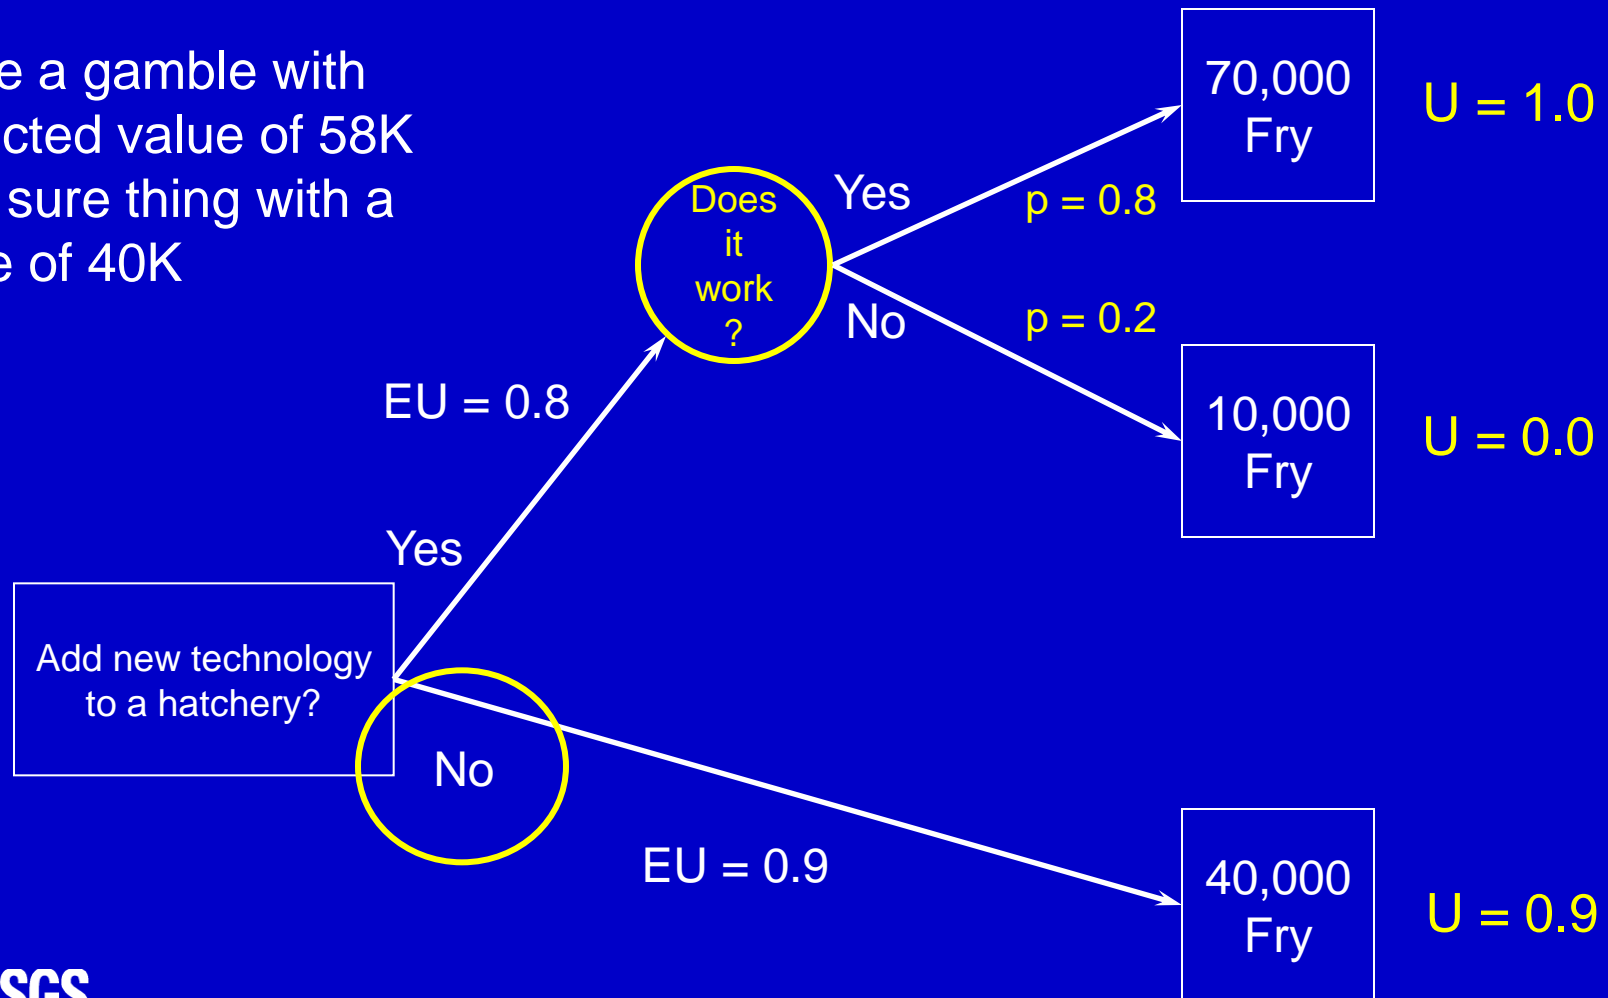 e a gamble with
cted value of 58K
sure thing with a
e of 40K
70,000
Fry
U = 1.0
Does
it
work
?
Yes
p = 0.8
No
p = 0.2
10,000
Fry
U = 0.0
EU = 0.8
Yes
Add new technology
to a hatchery?
No
EU = 0.9
40,000
Fry
U = 0.9
SGS